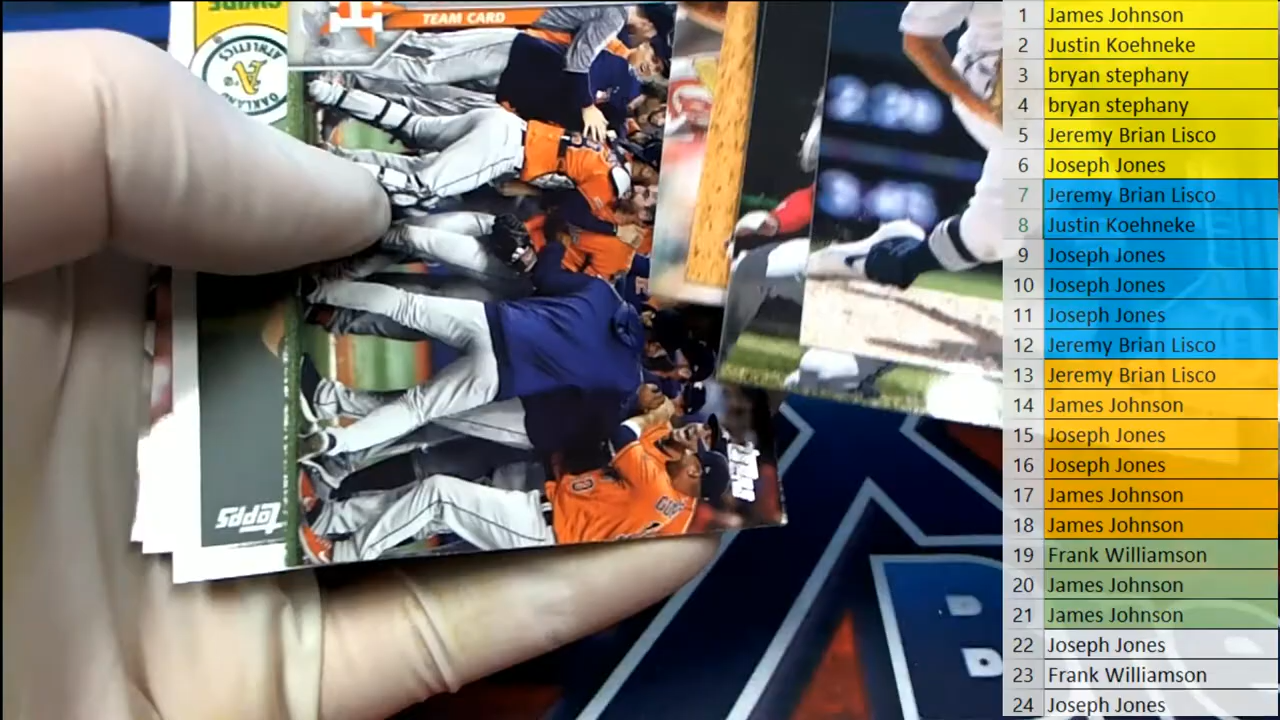 TEAM CARD
GUIDE
ATHLETICS
A's
OAKLAND
Topps
1 James Johnson
2 Justin Koehneke
3 bryan stephany
4 bryan stephany
5 Jeremy Brian Lisco
6 Joseph Jones
7 Jeremy Brian Lisco
8 Justin Koehneke
9 Joseph Jones
10 Joseph Jones
11 Joseph Jones
12 Jeremy Brian Lisco
13 Jeremy Brian Lisco
14 James Johnson
15 Joseph Jones
16 Joseph Jones
17 James Johnson
18 James Johnson
19 Frank Williamson
20 James Johnson
21 James Johnson
22 Joseph Jones
23 Frank Williamson
24 Joseph Jones